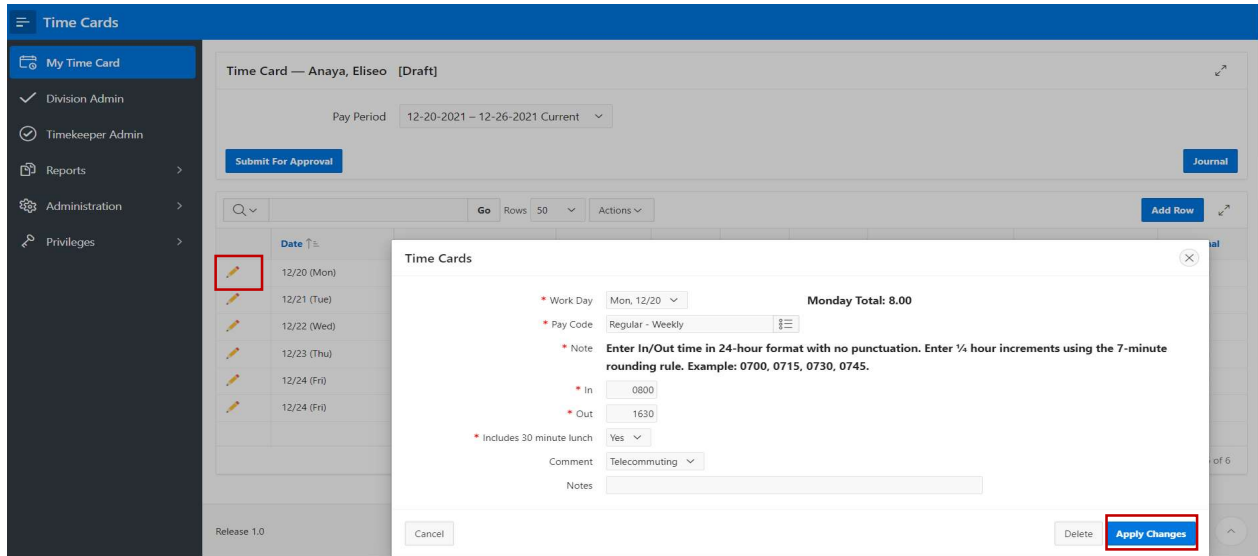 Time Cards
My Time Card
Division Admin
Timekeeper Admin
Reports
Administration
Privileges
Time Card — Anaya, Eliseo [Draft]
Pay Period 12-20-2021 – 12-26-2021 Current
Submit For Approval Journal
Go Rows 50 Actions Add Row
Date
12/20 (Mon)
12/21 (Tue)
12/22 (Wed)
12/23 (Thu)
12/24 (Fri)
12/24 (Fri)
of 6
Release 1.0
Time Cards
* Work Day Mon, 12/20 Monday Total: 8.00
* Pay Code Regular - Weekly
* Note Enter In/Out time in 24-hour format with no punctuation. Enter ¼ hour increments using the 7-minute
rounding rule. Example: 0700, 0715, 0730, 0745.
* In 0800
* Out 1630
* Includes 30 minute lunch Yes
Comment Telecommuting
Notes
Cancel Delete Apply Changes